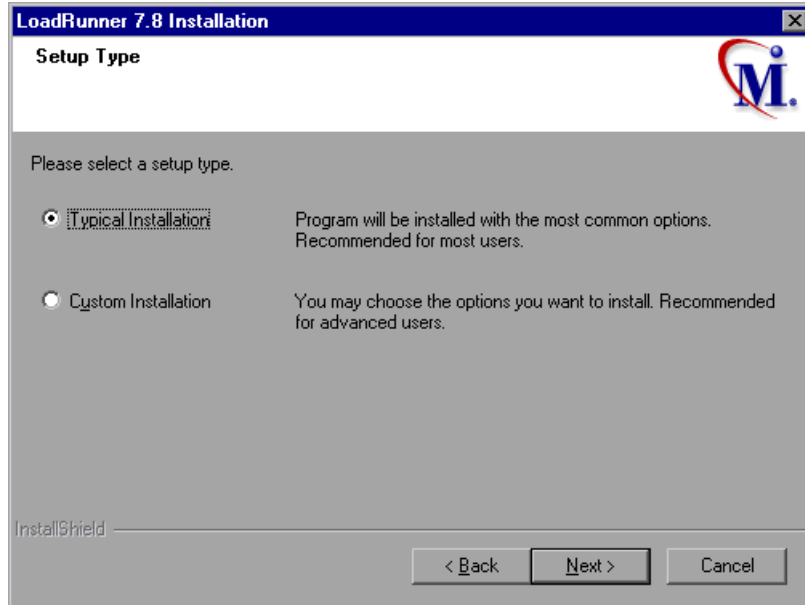 LoadRunner 7.8 Installation
Setup Type
M.
Please select a setup type.
Typical Installation
Program will be installed with the most common options.
Recommended for most users.
Custom Installation
You may choose the options you want to install. Recommended
for advanced users.
InstallShield
< Back
Next >
Cancel